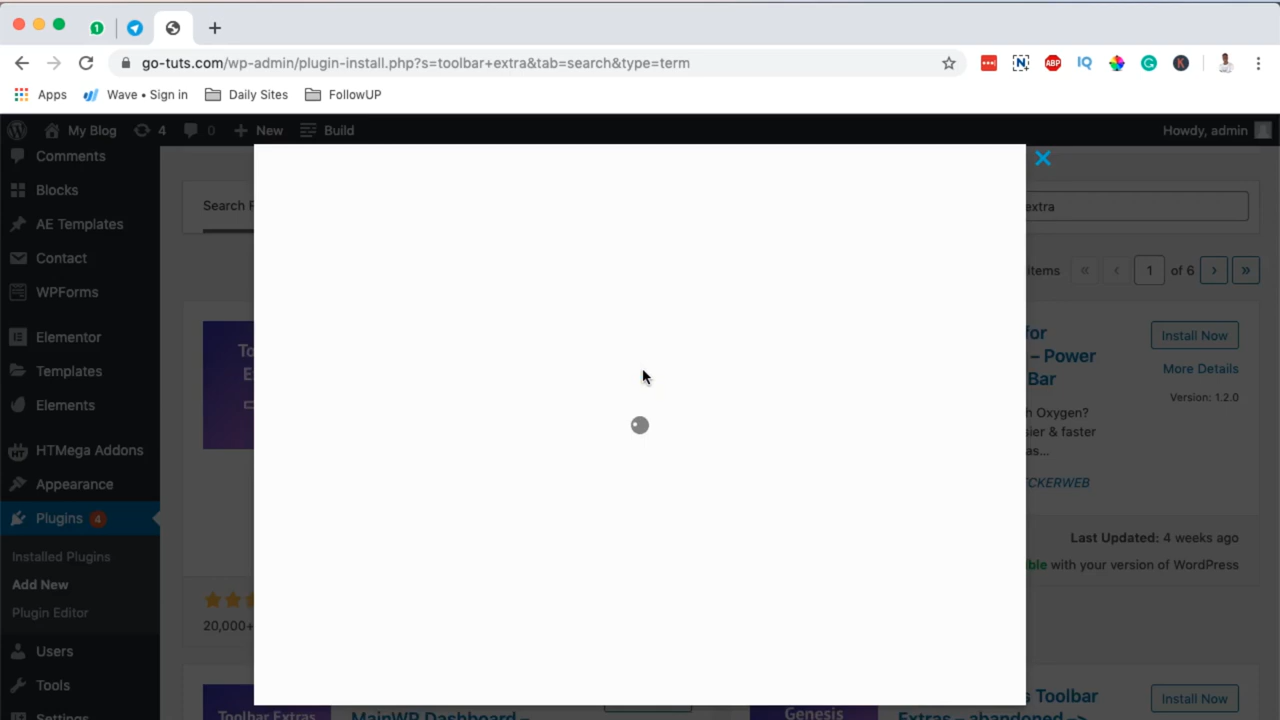 1
go-tuts.com/wp-admin/plugin-install.php?s=toolbar+extra&tab=search&type=term
ABP
IQ
K
Apps
Wave • Sign in
Daily Sites
FollowUP
My Blog
4
0
New
Build
Howdy, admin
Comments
Blocks
AE Templates
Contact
WPForms
Elementor
Templates
Elements
HTMega Addons
Appearance
Plugins 4
Installed Plugins
Add New
Plugin Editor
Users
Tools
Settings
Search
extra
items « ‹ 1 of 6 › »
for
– Power
Bar
Install Now
More Details
Version: 1.2.0
Oxygen?
sier & faster
as...
CKERWEB
20,000+
Last Updated: 4 weeks ago
ble with your version of WordPress
Toolbar Extras
MainWP Dashboard –
Genesis
s Toolbar
Extras – abandoned –>
Install Now